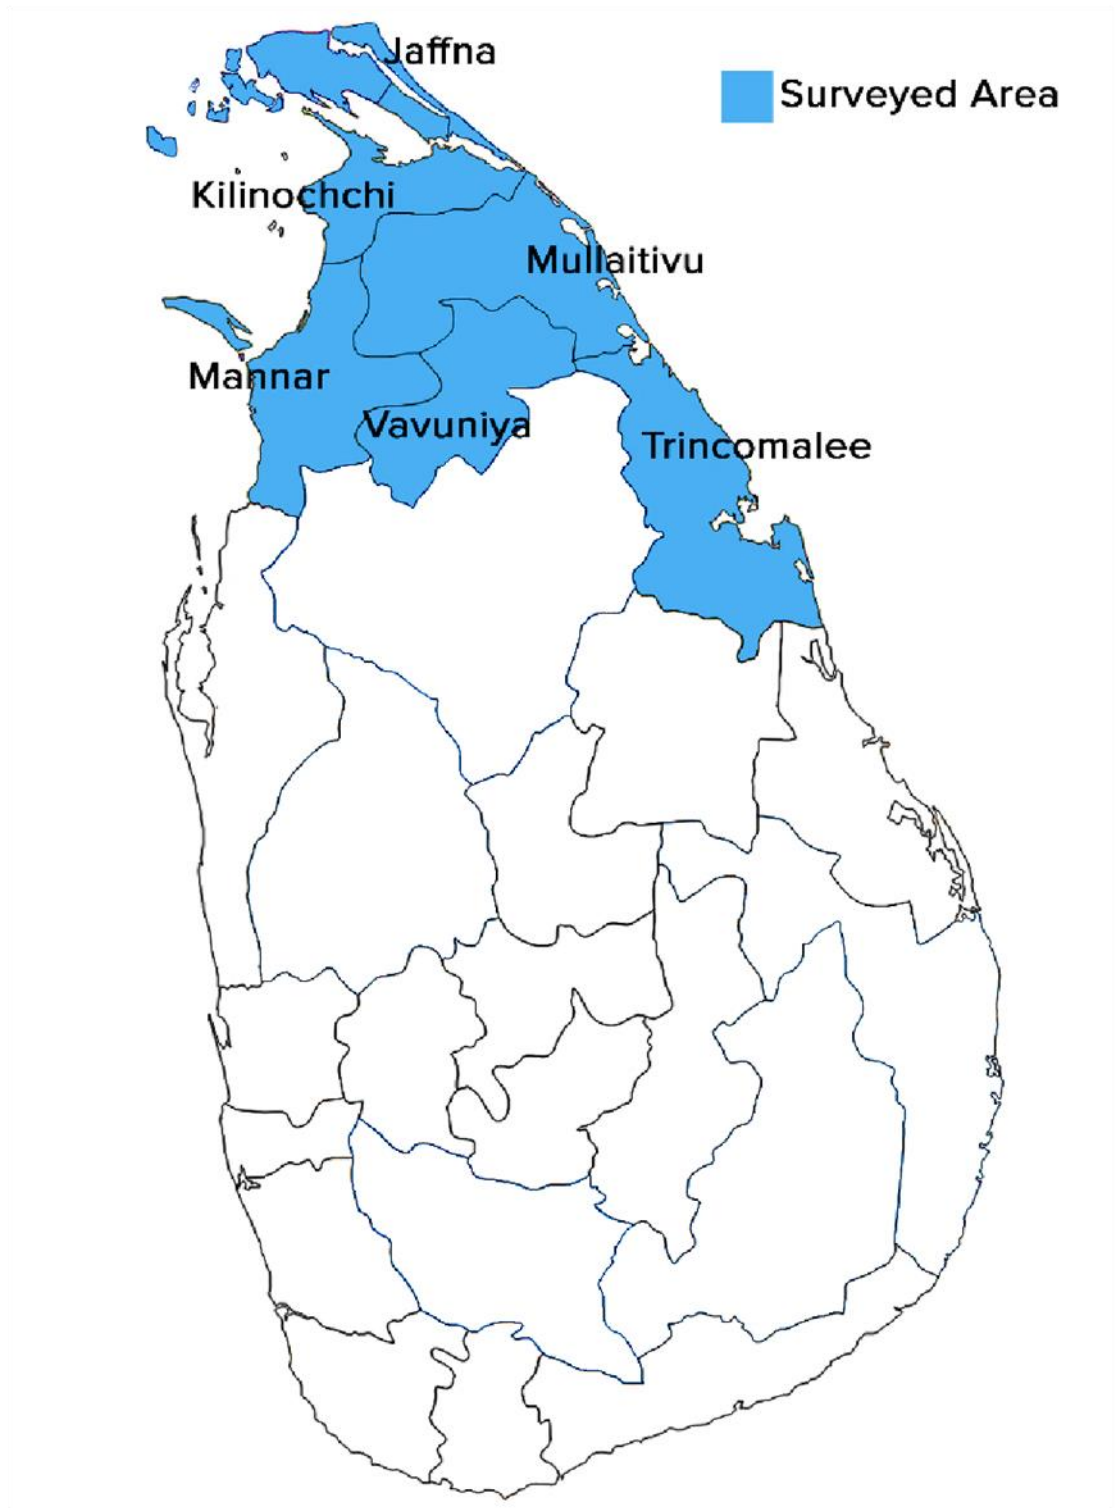 Jaffna
Surveyed Area
Kilinochchi
Mullaitivu
Mannar
Vavuniya
Trincomalee